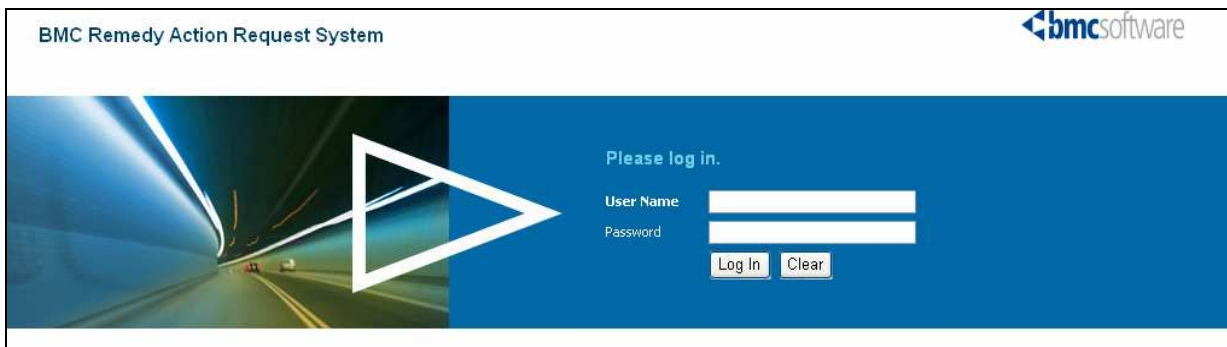 BMC Remedy Action Request System
bmcsoftware
Please log in.
User Name
Password
Log In
Clear